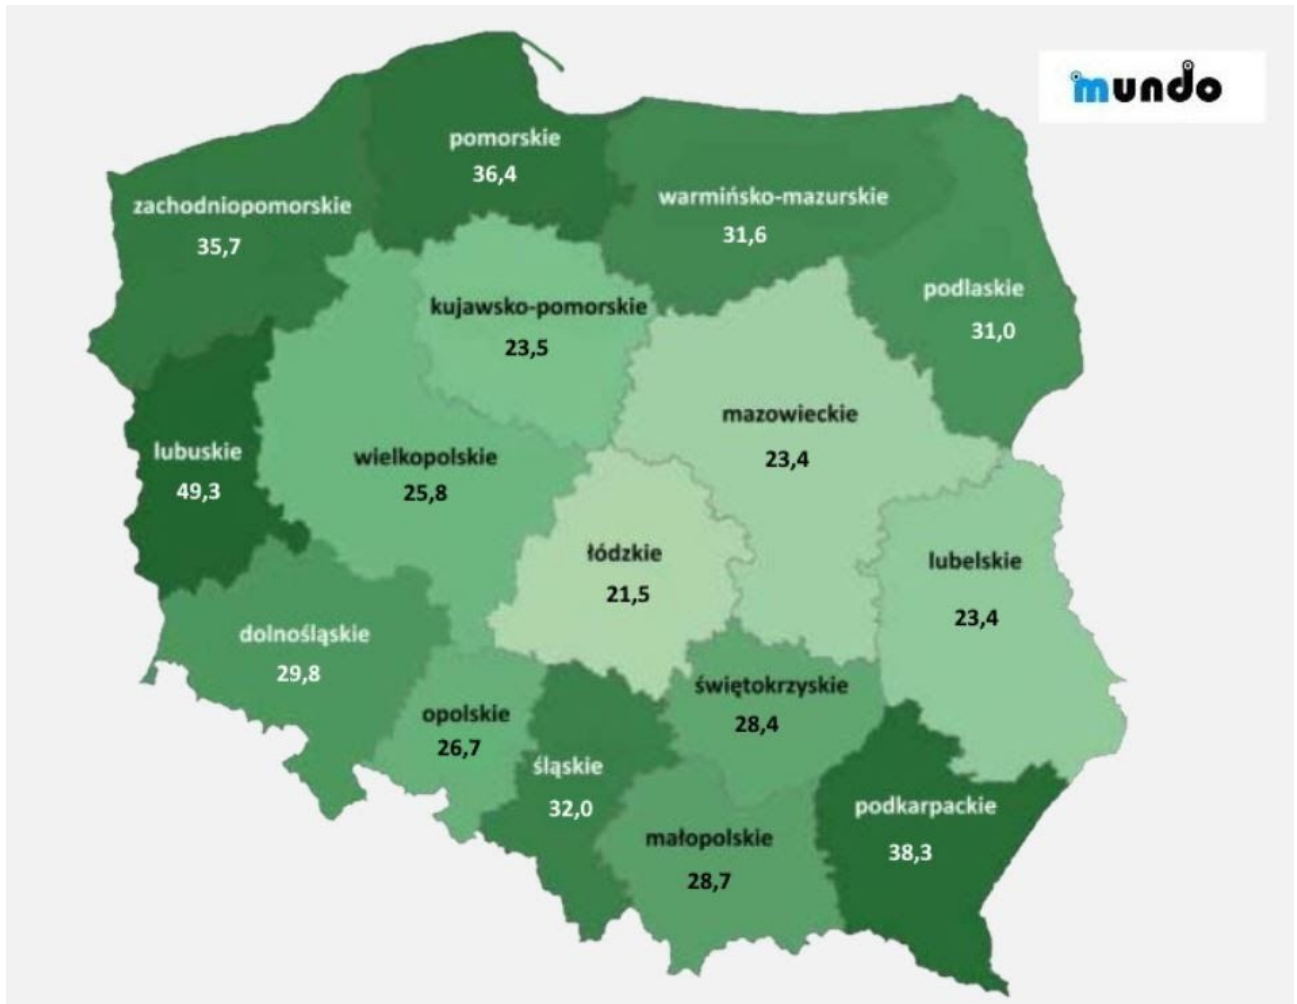 mundo
pomorskie
36,4
zachodniopomorskie
35,7
warmińsko-mazurskie
31,6
podlaskie
31,0
kujawsko-pomorskie
23,5
mazowieckie
23,4
lubuskie
49,3
wielkopolskie
25,8
łódzkie
21,5
lubelskie
23,4
dolnośląskie
29,8
opolskie
26,7
świętokrzyskie
28,4
śląskie
32,0
podkarpackie
38,3
małopolskie
28,7